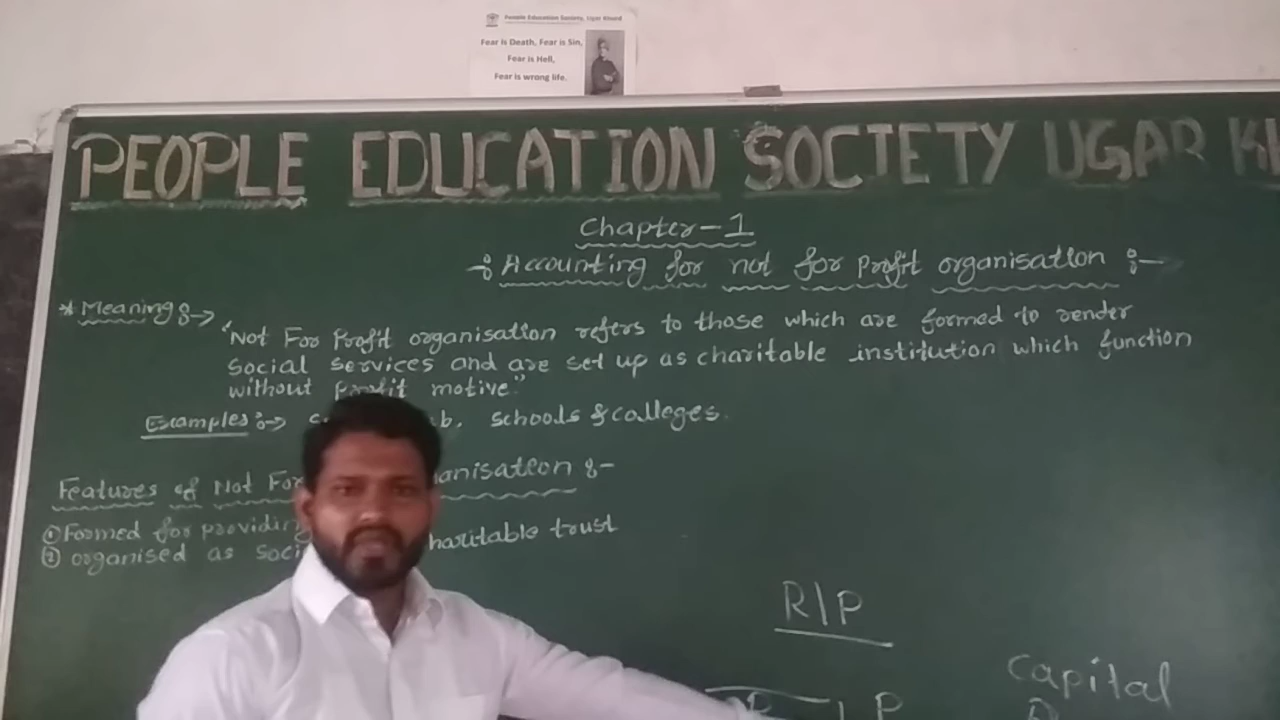 People Education Society, Ugar Khurd
Fear is Death, Fear is Sin,
Fear is Hell,
Fear is wrong life.
PEOPLE EDUCATION SOCIETY UGAR
Chapter-1
Accounting for not for profit organisation :-
* Meaning :-
"Not For Profit organisation refers to those which are formed to render
social services and are set up as charitable institution which function
without profit motive"
Examples :- schools & colleges.
Features of Not For :-
① Formed for providing
② organised as trust
R/P
P
Capital